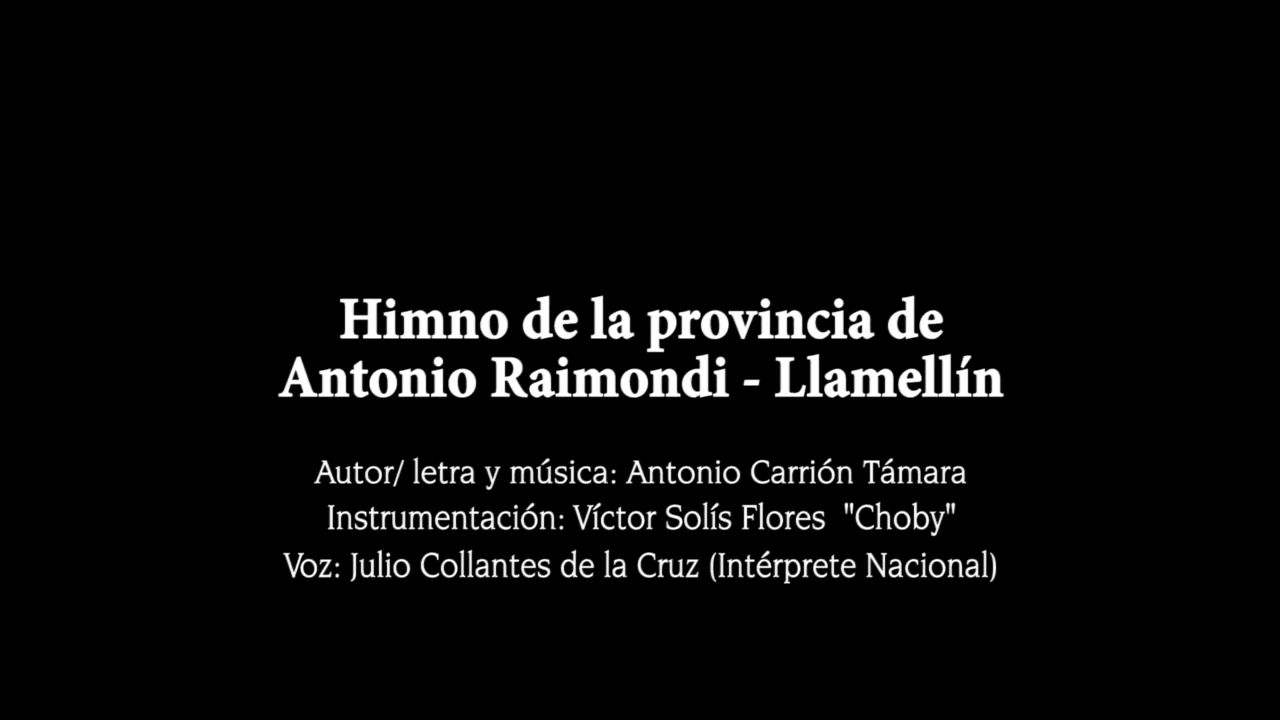 Himno de la provincia de
Antonio Raimondi - Llamellín
Autor/ letra y música: Antonio Carrión Támara
Instrumentación: Víctor Solís Flores "Choby"
Voz: Julio Collantes de la Cruz (Intérprete Nacional)